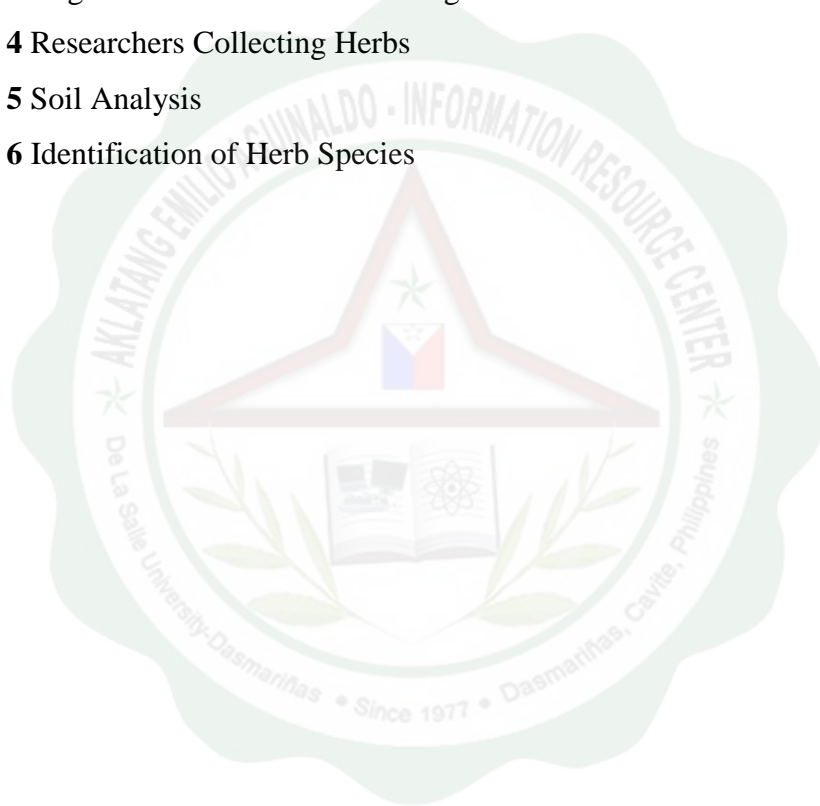 4 Researchers Collecting Herbs
5 Soil Analysis
6 Identification of Herb Species
AKLATANG EMILIO AGUINALDO - INFORMATION RESOURCE CENTER
De La Salle University-Dasmariñas • Since 1977 • Dasmariñas, Cavite, Philippines